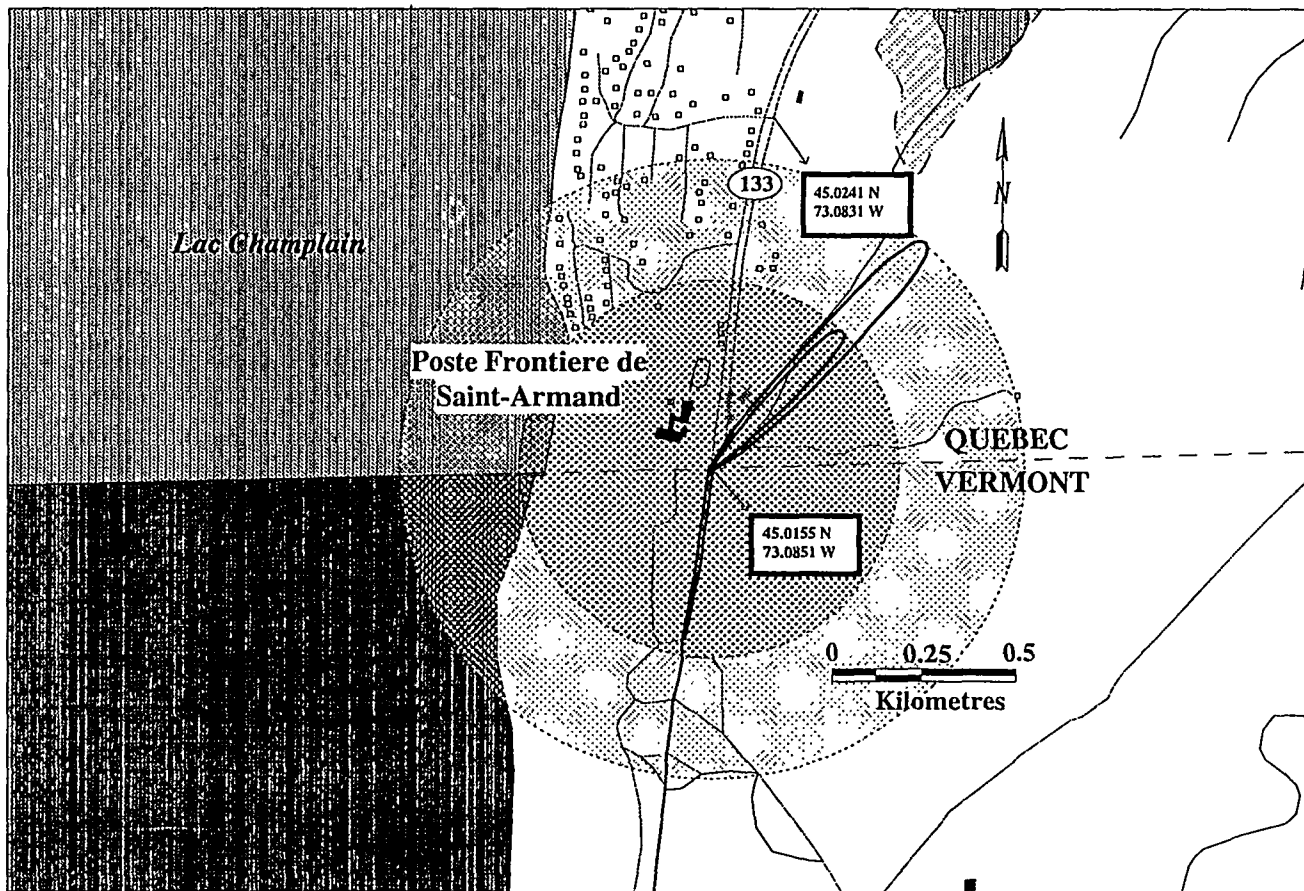 133
45.0241 N
73.0831 W
N
Lac Champlain
Poste Frontiere de
Saint-Armand
QUEBEC
VERMONT
45.0155 N
73.0851 W
0 0.25 0.5
Kilometres